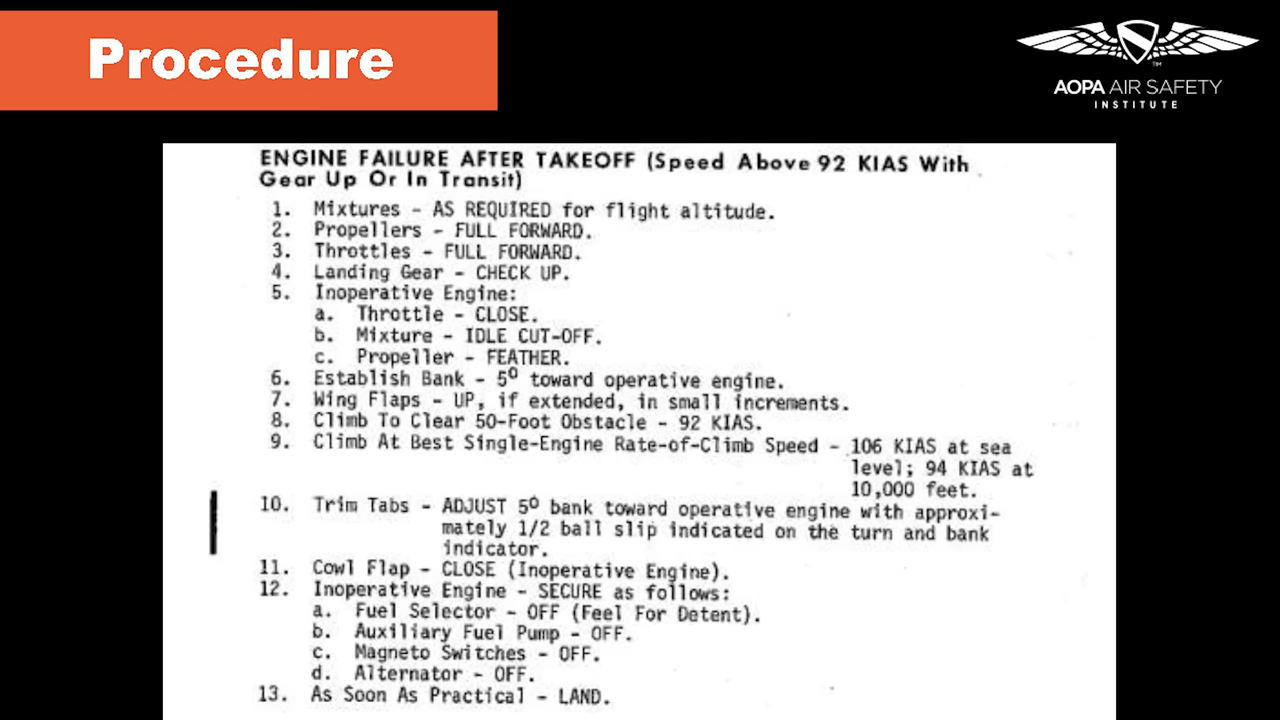 Procedure
TM
AOPA AIR SAFETY
INSTITUTE
ENGINE FAILURE AFTER TAKEOFF (Speed Above 92 KIAS With
Gear Up Or In Transit)
1. Mixtures - AS REQUIRED for flight altitude.
2. Propellers - FULL FORWARD.
3. Throttles - FULL FORWARD.
4. Landing Gear - CHECK UP.
5. Inoperative Engine:
a. Throttle - CLOSE.
b. Mixture - IDLE CUT-OFF.
c. Propeller - FEATHER.
6. Establish Bank - 5° toward operative engine.
7. Wing Flaps - UP, if extended, in small increments.
8. Climb To Clear 50-Foot Obstacle - 92 KIAS.
9. Climb At Best Single-Engine Rate-of-Climb Speed - 106 KIAS at sea
level; 94 KIAS at
10,000 feet.
10. Trim Tabs - ADJUST 5° bank toward operative engine with approxi-
mately 1/2 ball slip indicated on the turn and bank
indicator.
11. Cowl Flap - CLOSE (Inoperative Engine).
12. Inoperative Engine - SECURE as follows:
a. Fuel Selector - OFF (Feel For Detent).
b. Auxiliary Fuel Pump - OFF.
c. Magneto Switches - OFF.
d. Alternator - OFF.
13. As Soon As Practical - LAND.